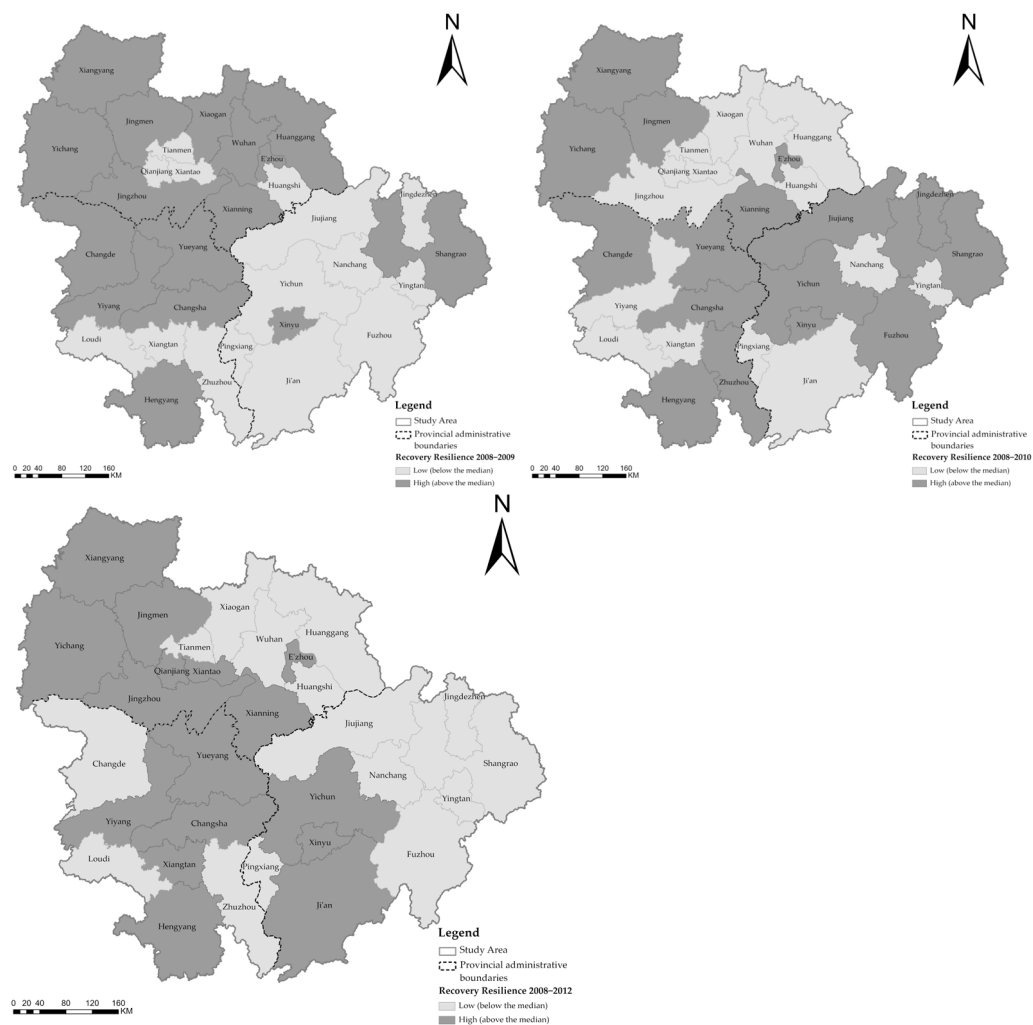 N
Xiangyang
Jingmen
Xiaogan
Yichang
Wuhan
Huanggang
Tianmen
E'zhou
Qianjiang Xiantao
Huangshi
Jingzhou
Xianning
Jingdezhen
Jiujiang
Changde
Yueyang
Nanchang
Shangrao
Yichun
Yingtan
Yiyang
Changsha
Xinyu
Loudi
Xiangtan
Pingxiang
Fuzhou
Ji'an
Zhuzhou
Hengyang
Legend
Study Area
Provincial administrative
boundaries
Recovery Resilience 2008–2009
Low (below the median)
High (above the median)
0 20 40 80 120 160
KM
N
Xiangyang
Jingmen
Xiaogan
Yichang
Wuhan
Huanggang
Tianmen
E'zhou
Qianjiang Xiantao
Huangshi
Jingzhou
Xianning
Jingdezhen
Jiujiang
Changde
Yueyang
Nanchang
Shangrao
Yichun
Yingtan
Yiyang
Changsha
Xinyu
Loudi
Xiangtan
Pingxiang
Fuzhou
Ji'an
Zhuzhou
Hengyang
Legend
Study Area
Provincial administrative
boundaries
Recovery Resilience 2008–2010
Low (below the median)
High (above the median)
0 20 40 80 120 160
KM
N
Xiangyang
Jingmen
Xiaogan
Yichang
Wuhan
Huanggang
Tianmen
E'zhou
Qianjiang Xiantao
Huangshi
Jingzhou
Xianning
Jingdezhen
Jiujiang
Changde
Yueyang
Nanchang
Shangrao
Yichun
Yingtan
Yiyang
Changsha
Xinyu
Loudi
Xiangtan
Pingxiang
Fuzhou
Ji'an
Zhuzhou
Hengyang
Legend
Study Area
Provincial administrative
boundaries
Recovery Resilience 2008–2012
Low (below the median)
High (above the median)
0 20 40 80 120 160
KM